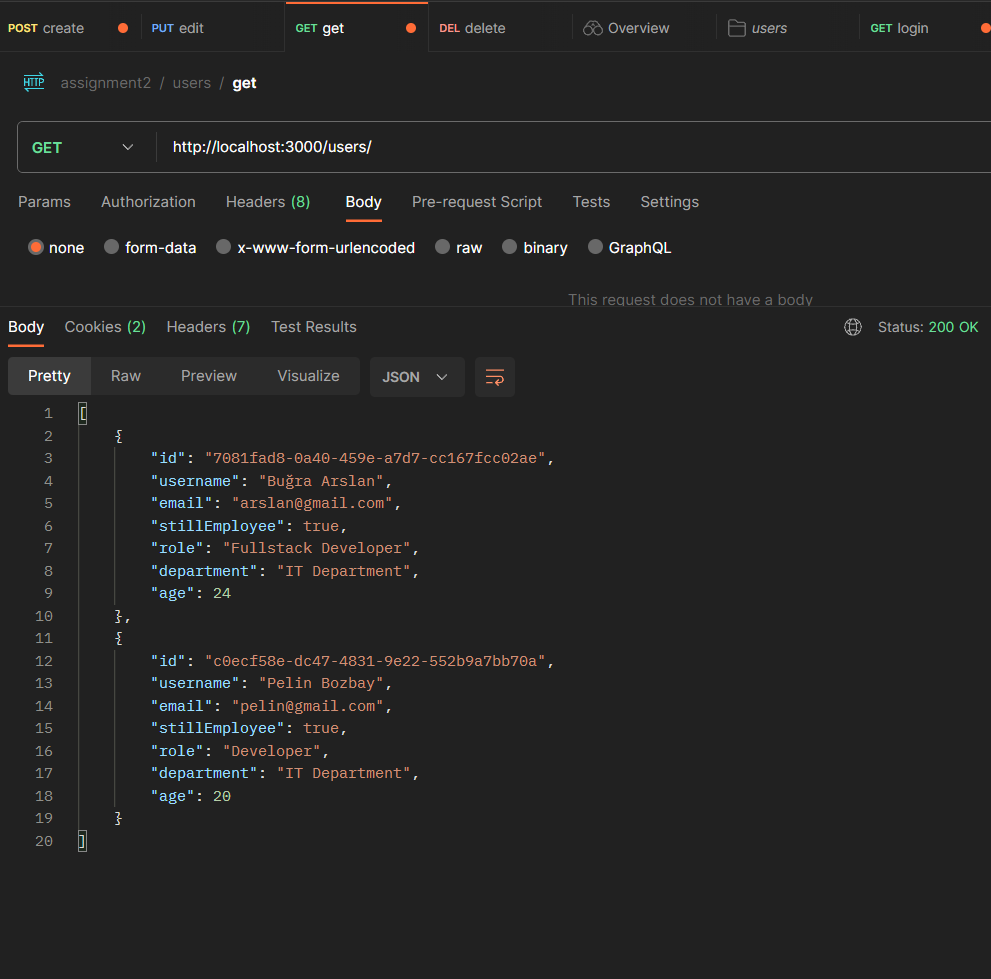 POST create PUT edit GET get DEL delete Overview users GET login
HTTP assignment2 / users / get
GET http://localhost:3000/users/
Params Authorization Headers (8) Body Pre-request Script Tests Settings
none form-data x-www-form-urlencoded raw binary GraphQL
This request does not have a body
Body Cookies (2) Headers (7) Test Results Status: 200 OK
Pretty Raw Preview Visualize JSON
1 [
2 {
3 "id": "7081fad8-0a40-459e-a7d7-cc167fcc02ae",
4 "username": "Buğra Arslan",
5 "email": "arslan@gmail.com",
6 "stillEmployee": true,
7 "role": "Fullstack Developer",
8 "department": "IT Department",
9 "age": 24
10 },
11 {
12 "id": "c0ecf58e-dc47-4831-9e22-552b9a7bb70a",
13 "username": "Pelin Bozbay",
14 "email": "pelin@gmail.com",
15 "stillEmployee": true,
16 "role": "Developer",
17 "department": "IT Department",
18 "age": 20
19 }
20 ]